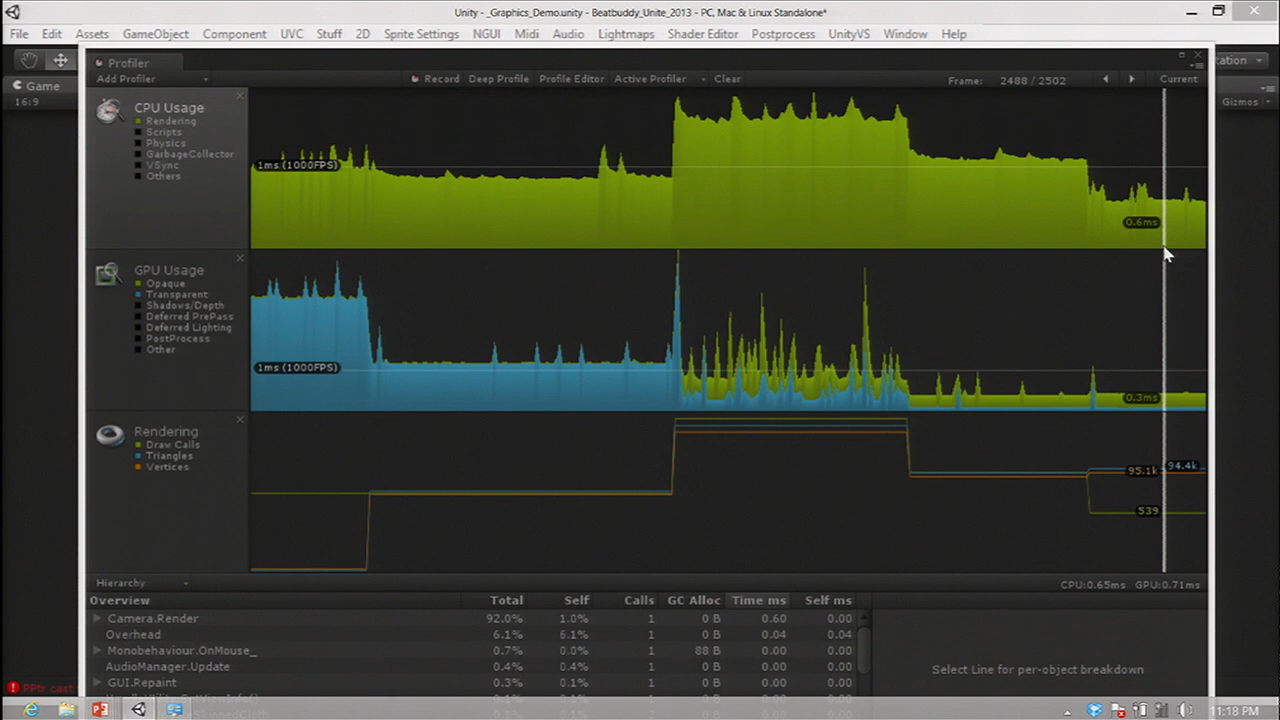 Unity - _Graphics_Demo.unity - Beatbuddy_Unite_2013 - PC, Mac & Linux Standalone*
File Edit Assets GameObject Component UVC Stuff 2D Sprite Settings NGUI Midi Audio Lightmaps Shader Editor Postprocess UnityVS Window Help
Profiler
Game
Add Profiler Record Deep Profile Profile Editor Active Profiler Clear Frame: 2488 / 2502 Current
16:9
Gizmos
CPU Usage
Rendering
Scripts
Physics
GarbageCollector
VSync
Others
1ms (1000FPS)
0.6ms
GPU Usage
Opaque
Transparent
Shadows/Depth
Deferred PrePass
Deferred Lighting
PostProcess
Other
1ms (1000FPS)
0.3ms
Rendering
Draw Calls
Triangles
Vertices
95.1k
94.4k
539
Hierarchy CPU:0.65ms GPU:0.71ms
Overview Total Self Calls GC Alloc Time ms Self ms
Camera.Render 92.0% 1.0% 1 0 B 0.60 0.00
Overhead 6.1% 6.1% 1 0 B 0.04 0.04
Monobehaviour.OnMouse_ 0.7% 0.0% 1 88 B 0.00 0.00
AudioManager.Update 0.4% 0.4% 1 0 B 0.00 0.00
GUI.Repaint 0.3% 0.1% 1 0 B 0.00 0.00
Select Line for per-object breakdown
PPtr cast
11:18 PM